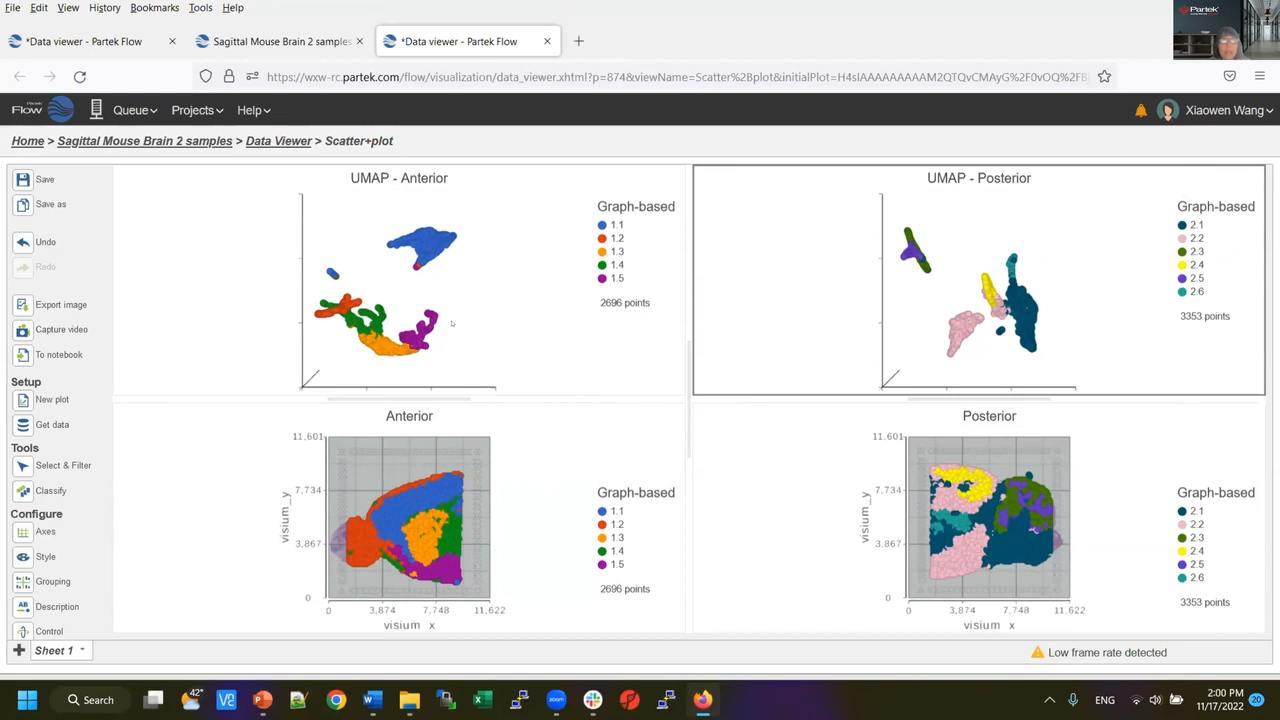 File Edit View History Bookmarks Tools Help
Partek
*Data viewer - Partek Flow
Sagittal Mouse Brain 2 samples
*Data viewer - Partek Flow
https://wxw-rc.partek.com/flow/visualization/data_viewer.xhtml?p=874&viewName=Scatter%2Bplot&initialPlot=H4sIAAAAAAAAAM2QTQvCMAyG%2F0vOQ%2FB
Partek
Flow
Queue
Projects
Help
Xiaowen Wang
Home > Sagittal Mouse Brain 2 samples > Data Viewer > Scatter+plot
Save
Save as
Undo
Redo
Export image
Capture video
To notebook
Setup
New plot
Get data
Tools
Select & Filter
Classify
Configure
Axes
Style
Grouping
Description
Control
UMAP - Anterior
Graph-based
1.1
1.2
1.3
1.4
1.5
2696 points
UMAP - Posterior
Graph-based
2.1
2.2
2.3
2.4
2.5
2.6
3353 points
Anterior
11.601
7.734
3.867
0
visium_y
0 3.874 7.748 11.622
visium x
Graph-based
1.1
1.2
1.3
1.4
1.5
2696 points
Posterior
11.601
7.734
3.867
0
visium_y
0 3.874 7.748 11.622
visium x
Graph-based
2.1
2.2
2.3
2.4
2.5
2.6
3353 points
Sheet 1
Low frame rate detected
Search
42°
ENG
2:00 PM
11/17/2022
20